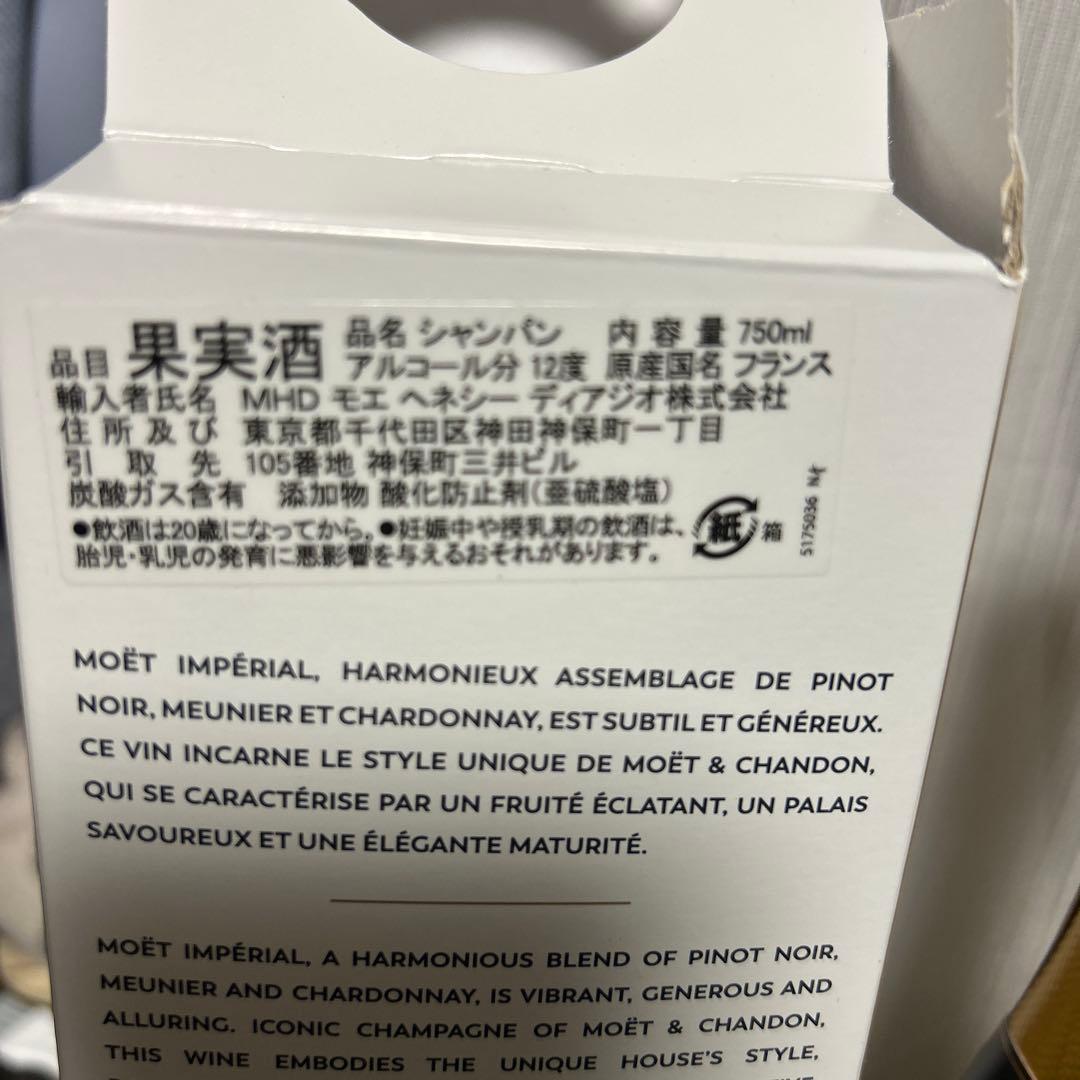 品目 果実酒 品名 シャンパン 内容量 750ml
アルコール分 12度 原産国名 フランス
輸入者氏名 MHD モエ ヘネシー ディアジオ株式会社
住所及び 東京都千代田区神田神保町一丁目
引取先 105番地 神保町三井ビル
炭酸ガス含有 添加物 酸化防止剤(亜硫酸塩)
●飲酒は20歳になってから。●妊娠中や授乳期の飲酒は、
胎児・乳児の発育に悪影響を与えるおそれがあります。
紙 箱
5175036
MOËT IMPÉRIAL, HARMONIEUX ASSEMBLAGE DE PINOT
NOIR, MEUNIER ET CHARDONNAY, EST SUBTIL ET GÉNÉREUX.
CE VIN INCARNE LE STYLE UNIQUE DE MOËT & CHANDON,
QUI SE CARACTÉRISE PAR UN FRUITÉ ÉCLATANT, UN PALAIS
SAVOUREUX ET UNE ÉLÉGANTE MATURITÉ.
MOËT IMPÉRIAL, A HARMONIOUS BLEND OF PINOT NOIR,
MEUNIER AND CHARDONNAY, IS VIBRANT, GENEROUS AND
ALLURING. ICONIC CHAMPAGNE OF MOËT & CHANDON,
THIS WINE EMBODIES THE UNIQUE HOUSE'S STYLE,